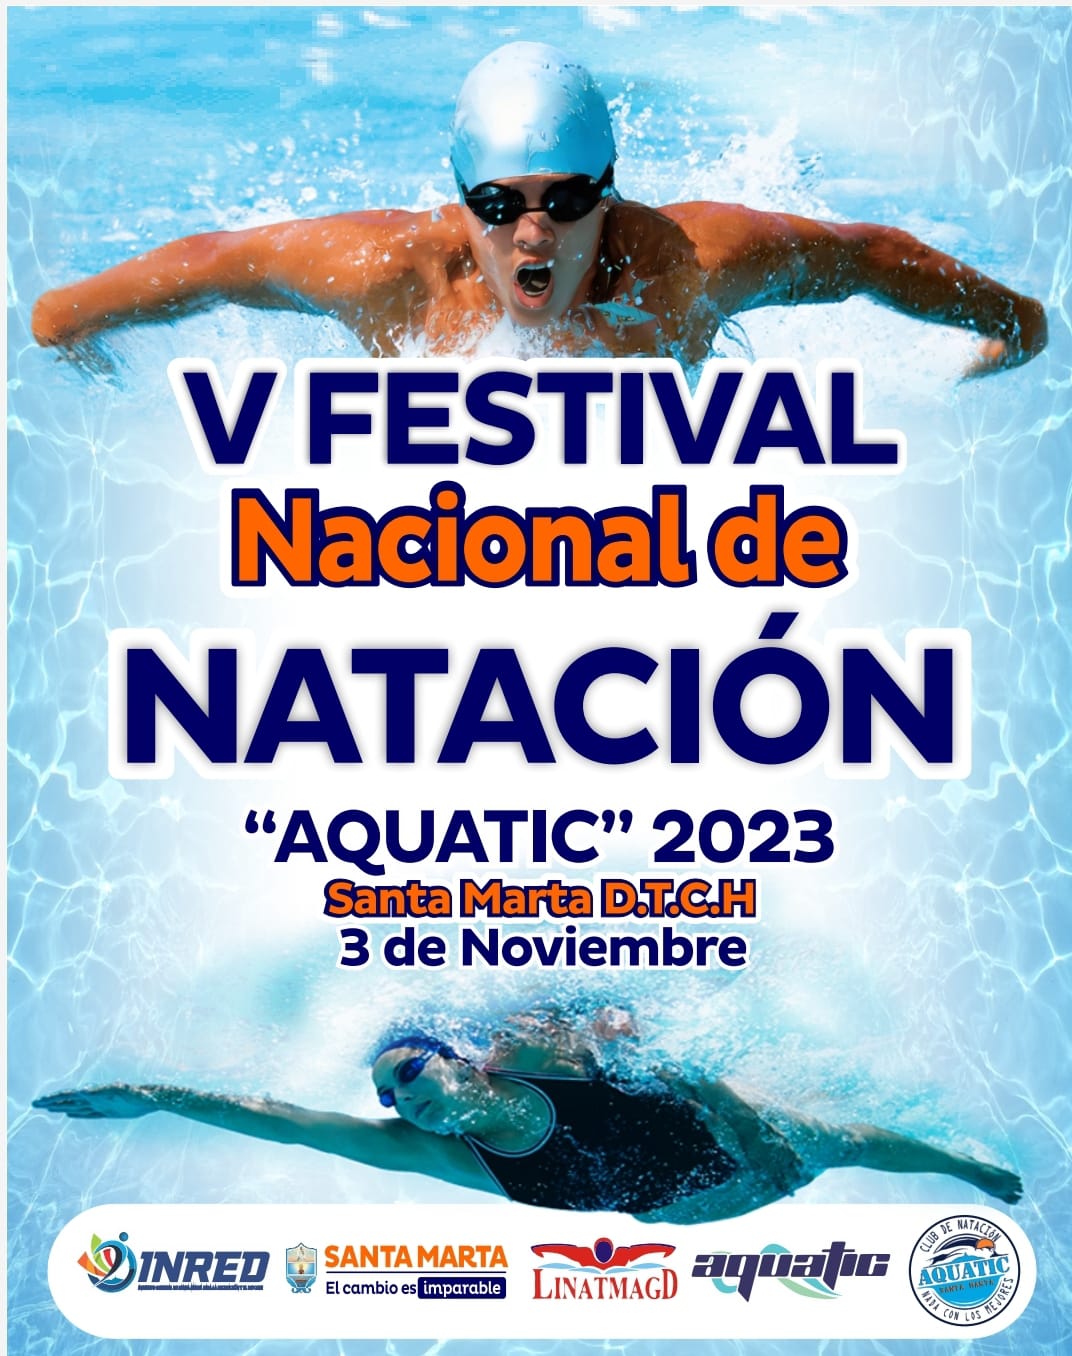 V FESTIVAL
Nacional de
NATACIÓN
“AQUATIC” 2023
Santa Marta D.T.C.H
3 de Noviembre
INRED
SANTA MARTA
El cambio es imparable
LINATMAGD
aquatic
CLUB DE NATACIÓN
AQUATIC
SANTA MARTA
NADA CON LOS MEJORES